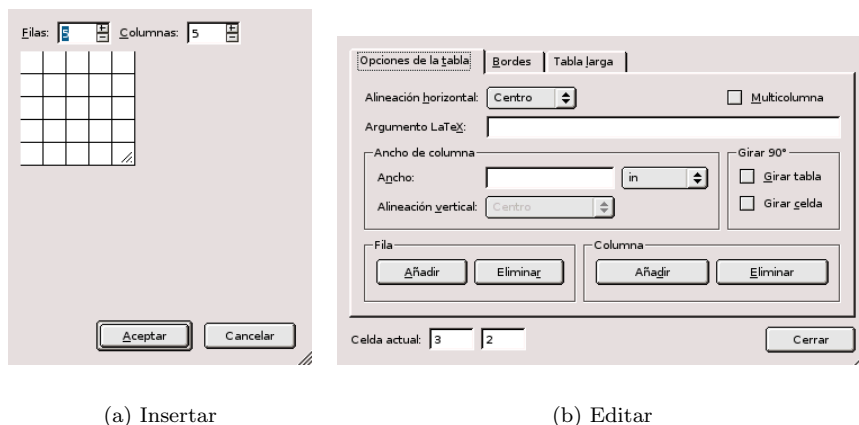 Filas: 5 Columnas: 5
Aceptar Cancelar
Opciones de la tabla Bordes Tabla larga
Alineación horizontal: Centro Multicolumna
Argumento LaTeX:
Ancho de columna Girar 90°
Ancho: in Girar tabla
Alineación vertical: Centro Girar celda
Fila Columna
Añadir Eliminar Añadir Eliminar
Celda actual: 3 2 Cerrar
(a) Insertar (b) Editar